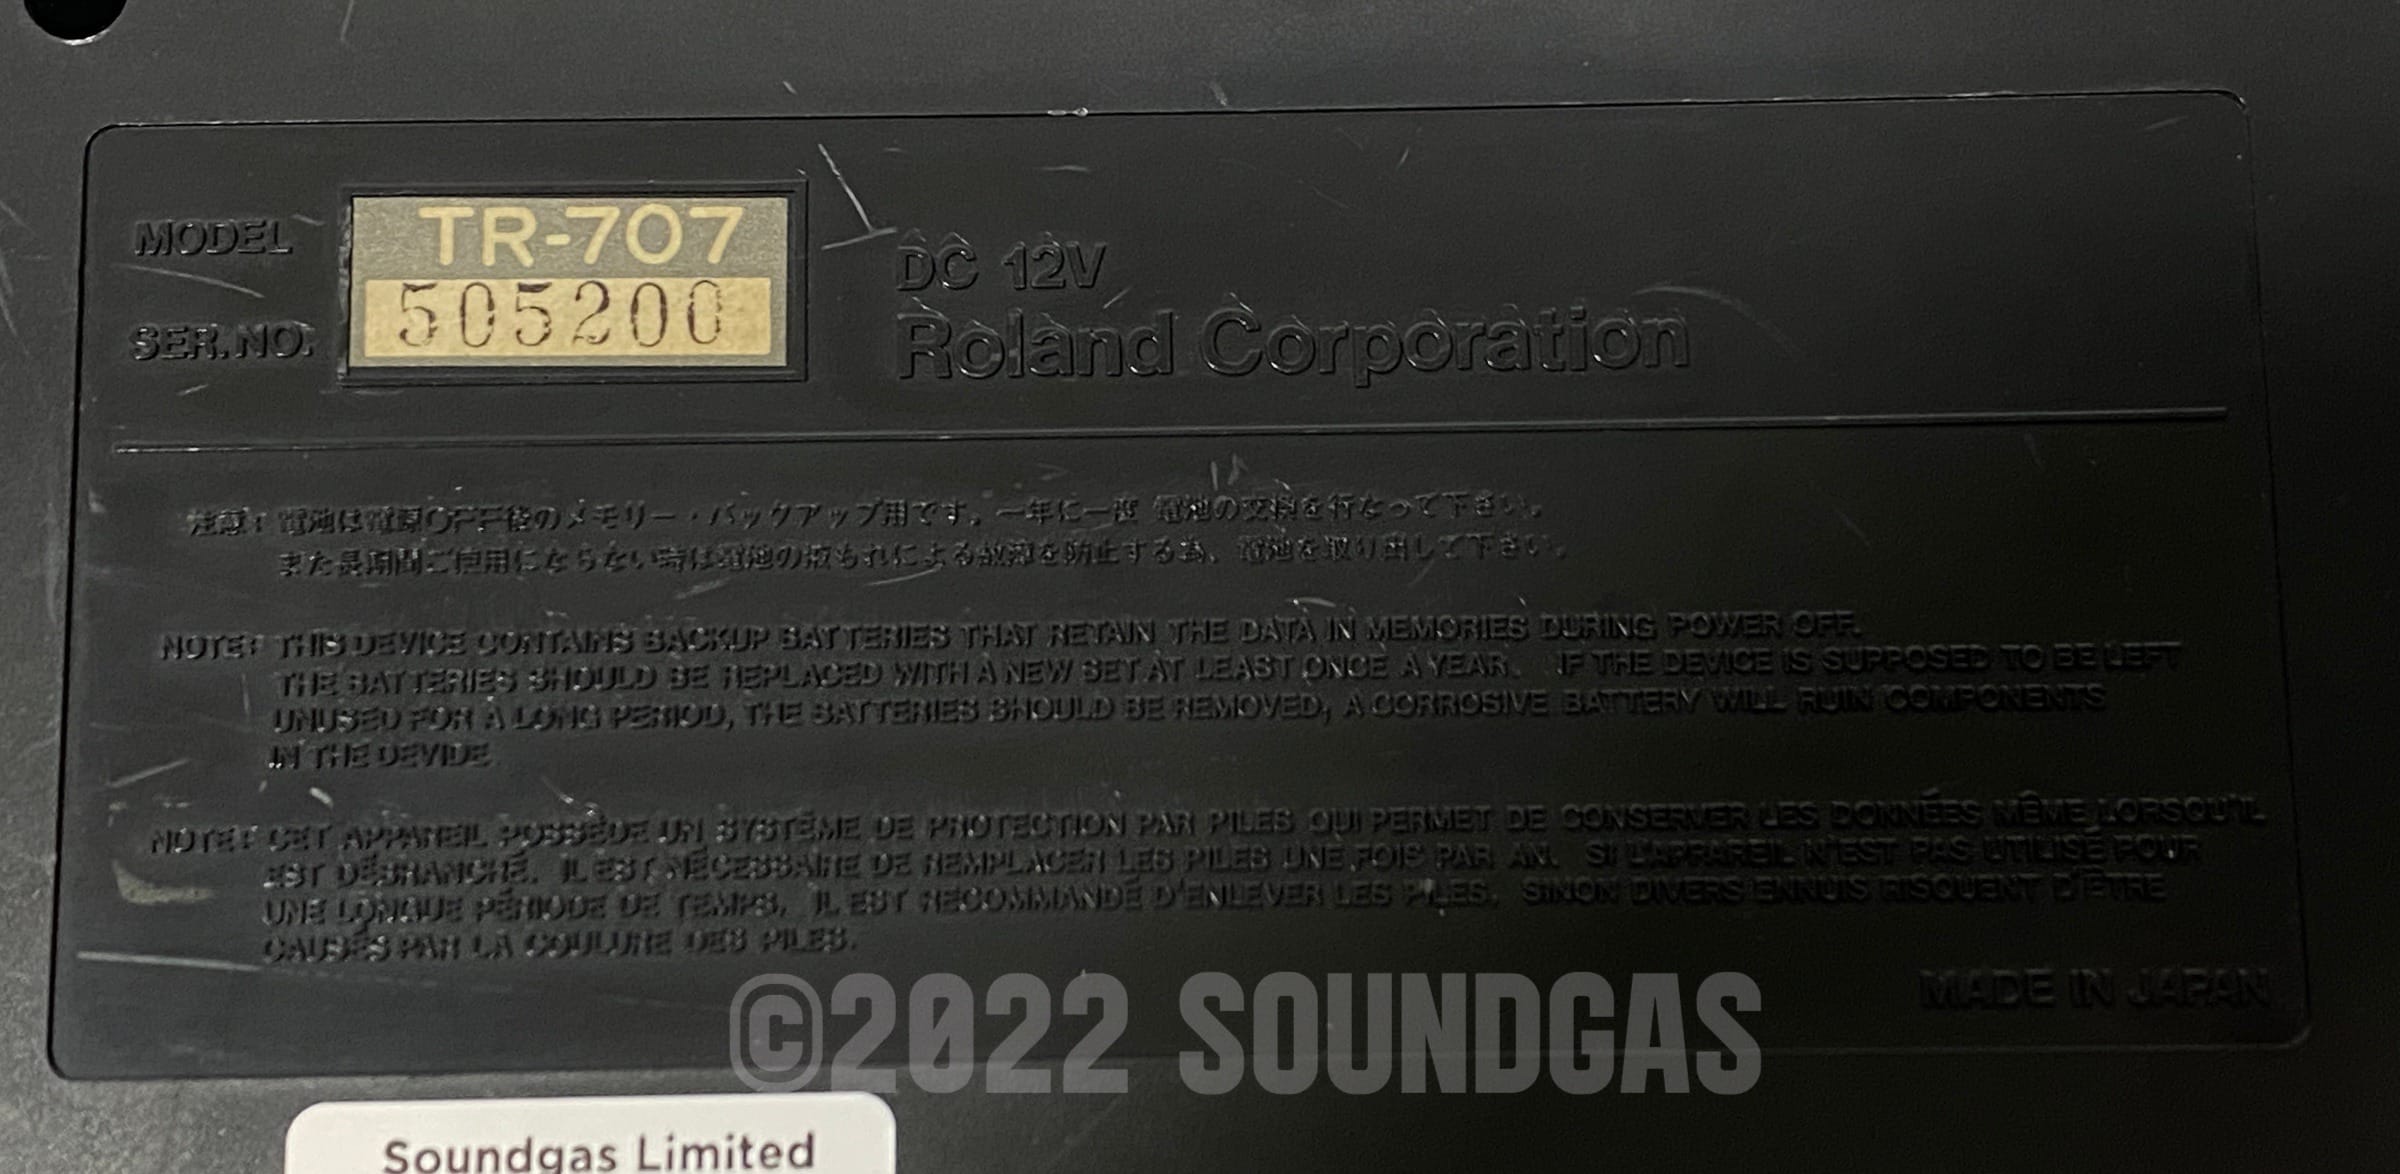 MODEL TR-707
DC 12V
SER.NO. 505200
Roland Corporation
注意：電池は電源OFF後のメモリー・バックアップ用です。一年に一度 電池の交換を行なって下さい。
また長期間ご使用にならない時は電池の液もれによる故障を防止する為、電池を取り出して下さい。
NOTE: THIS DEVICE CONTAINS BACKUP BATTERIES THAT RETAIN THE DATA IN MEMORIES DURING POWER OFF.
THE BATTERIES SHOULD BE REPLACED WITH A NEW SET AT LEAST ONCE A YEAR. IF THE DEVICE IS SUPPOSED TO BE LEFT
UNUSED FOR A LONG PERIOD, THE BATTERIES SHOULD BE REMOVED, A CORROSIVE BATTERY WILL RUIN COMPONENTS
IN THE DEVIDE.
NOTE: CET APPAREIL POSSÈDE UN SYSTÈME DE PROTECTION PAR PILES QUI PERMET DE CONSERVER LES DONNÉES MÊME LORSQU'IL
EST DÉBRANCHÉ. IL EST NÉCESSAIRE DE REMPLACER LES PILES UNE FOIS PAR AN. SI L'APPAREIL N'EST PAS UTILISÉ POUR
UNE LONGUE PÉRIODE DE TEMPS, IL EST RECOMMANDÉ D'ENLEVER LES PILES. SINON DIVERS ENNUIS RISQUENT D'ÊTRE
CAUSÉS PAR LA COULURE DES PILES.
MADE IN JAPAN
©2022 SOUNDGAS
Soundgas Limited